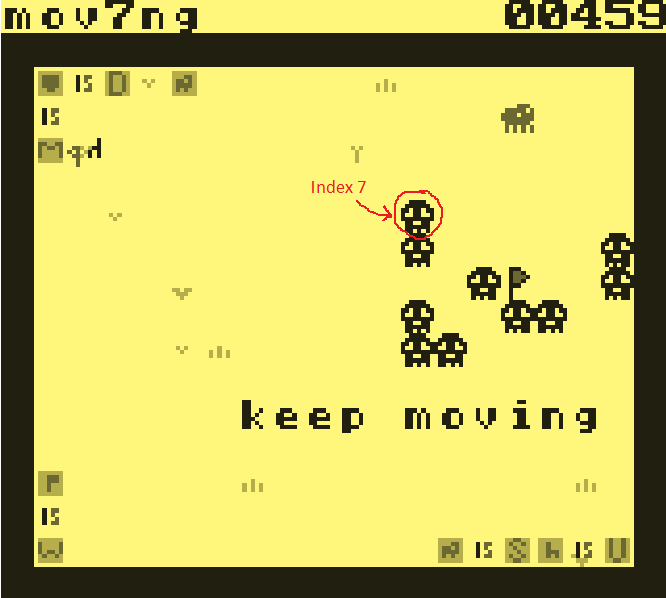 mov7ng 00459
IS D
IS
M
Index 7
keep moving
IS
W IS S IS U